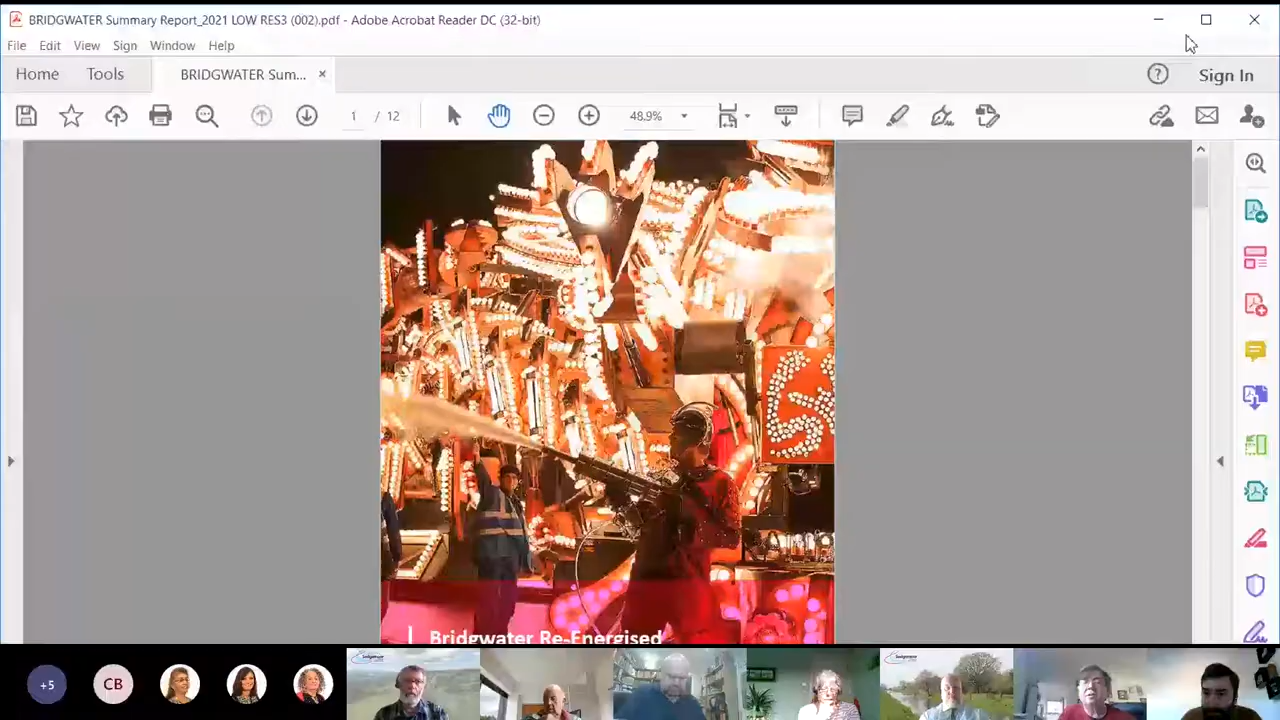 BRIDGWATER Summary Report_2021 LOW RES3 (002).pdf - Adobe Acrobat Reader DC (32-bit)
File Edit View Sign Window Help
Home Tools BRIDGWATER Sum... × Sign In
1 / 12 48.9%
Bridgwater Re-Energised
+5 CB